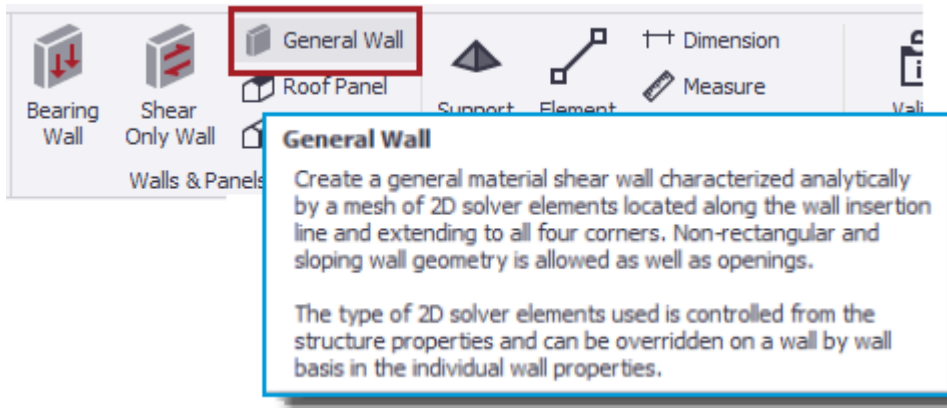 General Wall
Dimension
Roof Panel
Measure
Bearing
Wall
Shear
Only Wall
Support
Element
Walls & Panels
General Wall
Create a general material shear wall characterized analytically
by a mesh of 2D solver elements located along the wall insertion
line and extending to all four corners. Non-rectangular and
sloping wall geometry is allowed as well as openings.
The type of 2D solver elements used is controlled from the
structure properties and can be overridden on a wall by wall
basis in the individual wall properties.